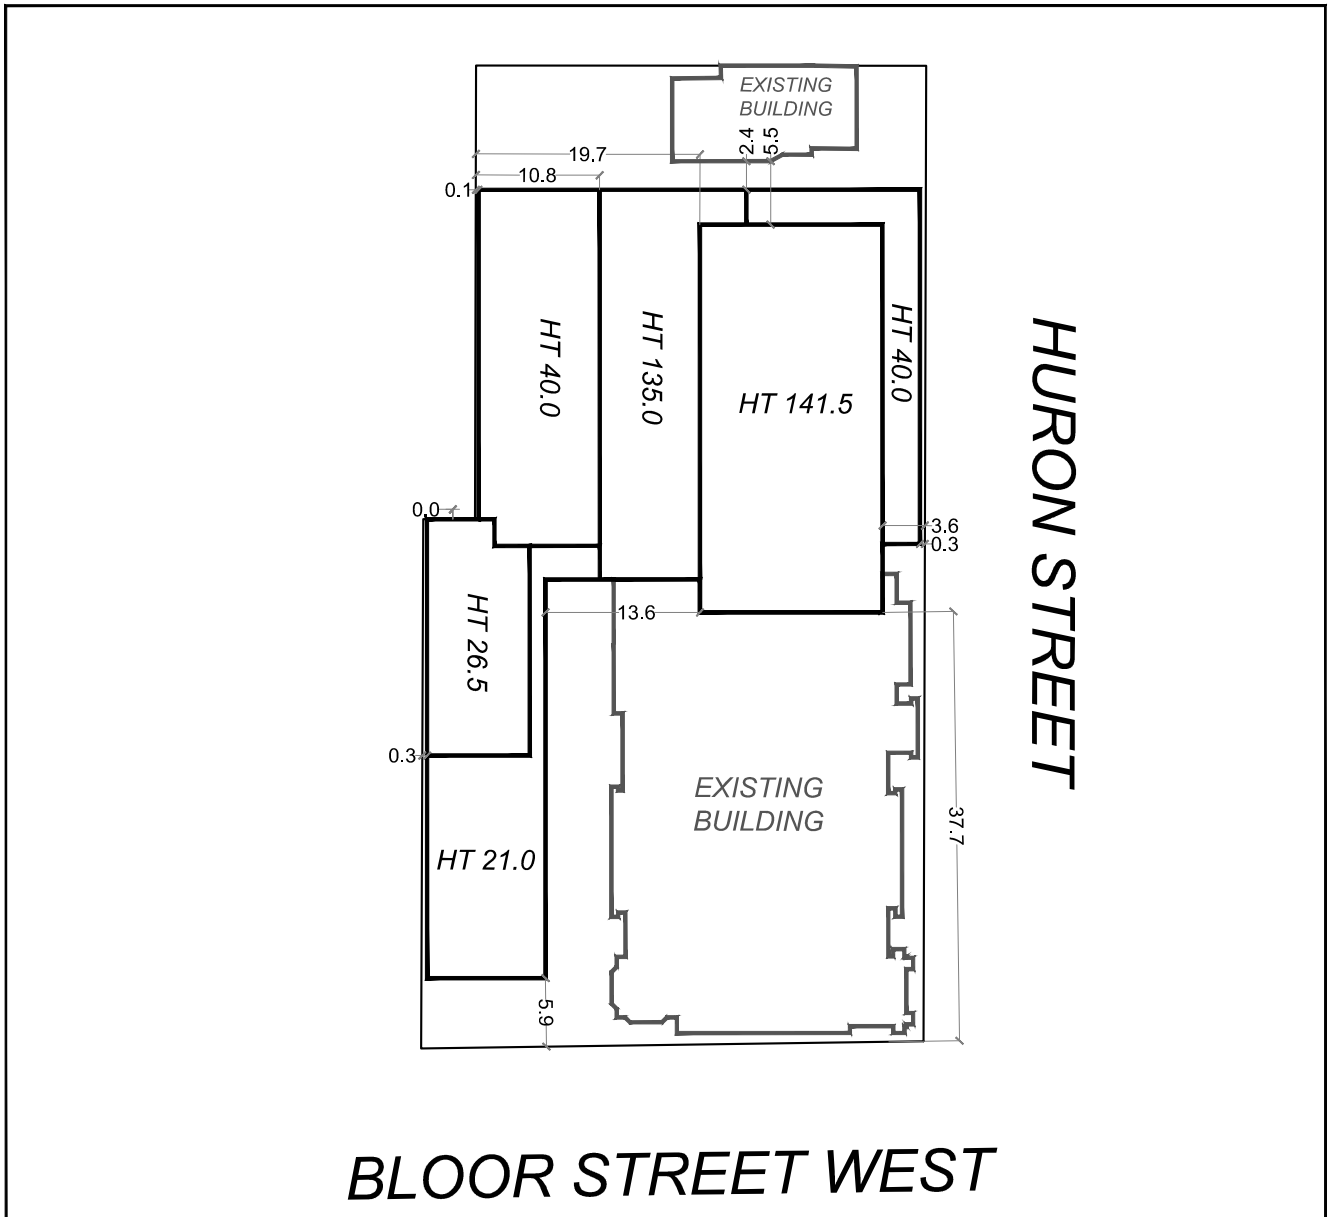 EXISTING
BUILDING
2.4
5.5
19.7
10.8
0.1
HT 40.0
HT 135.0
HT 141.5
HT 40.0
HURON STREET
0.0
3.6
0.3
HT 26.5
13.6
0.3
EXISTING
BUILDING
37.7
HT 21.0
5.9
BLOOR STREET WEST